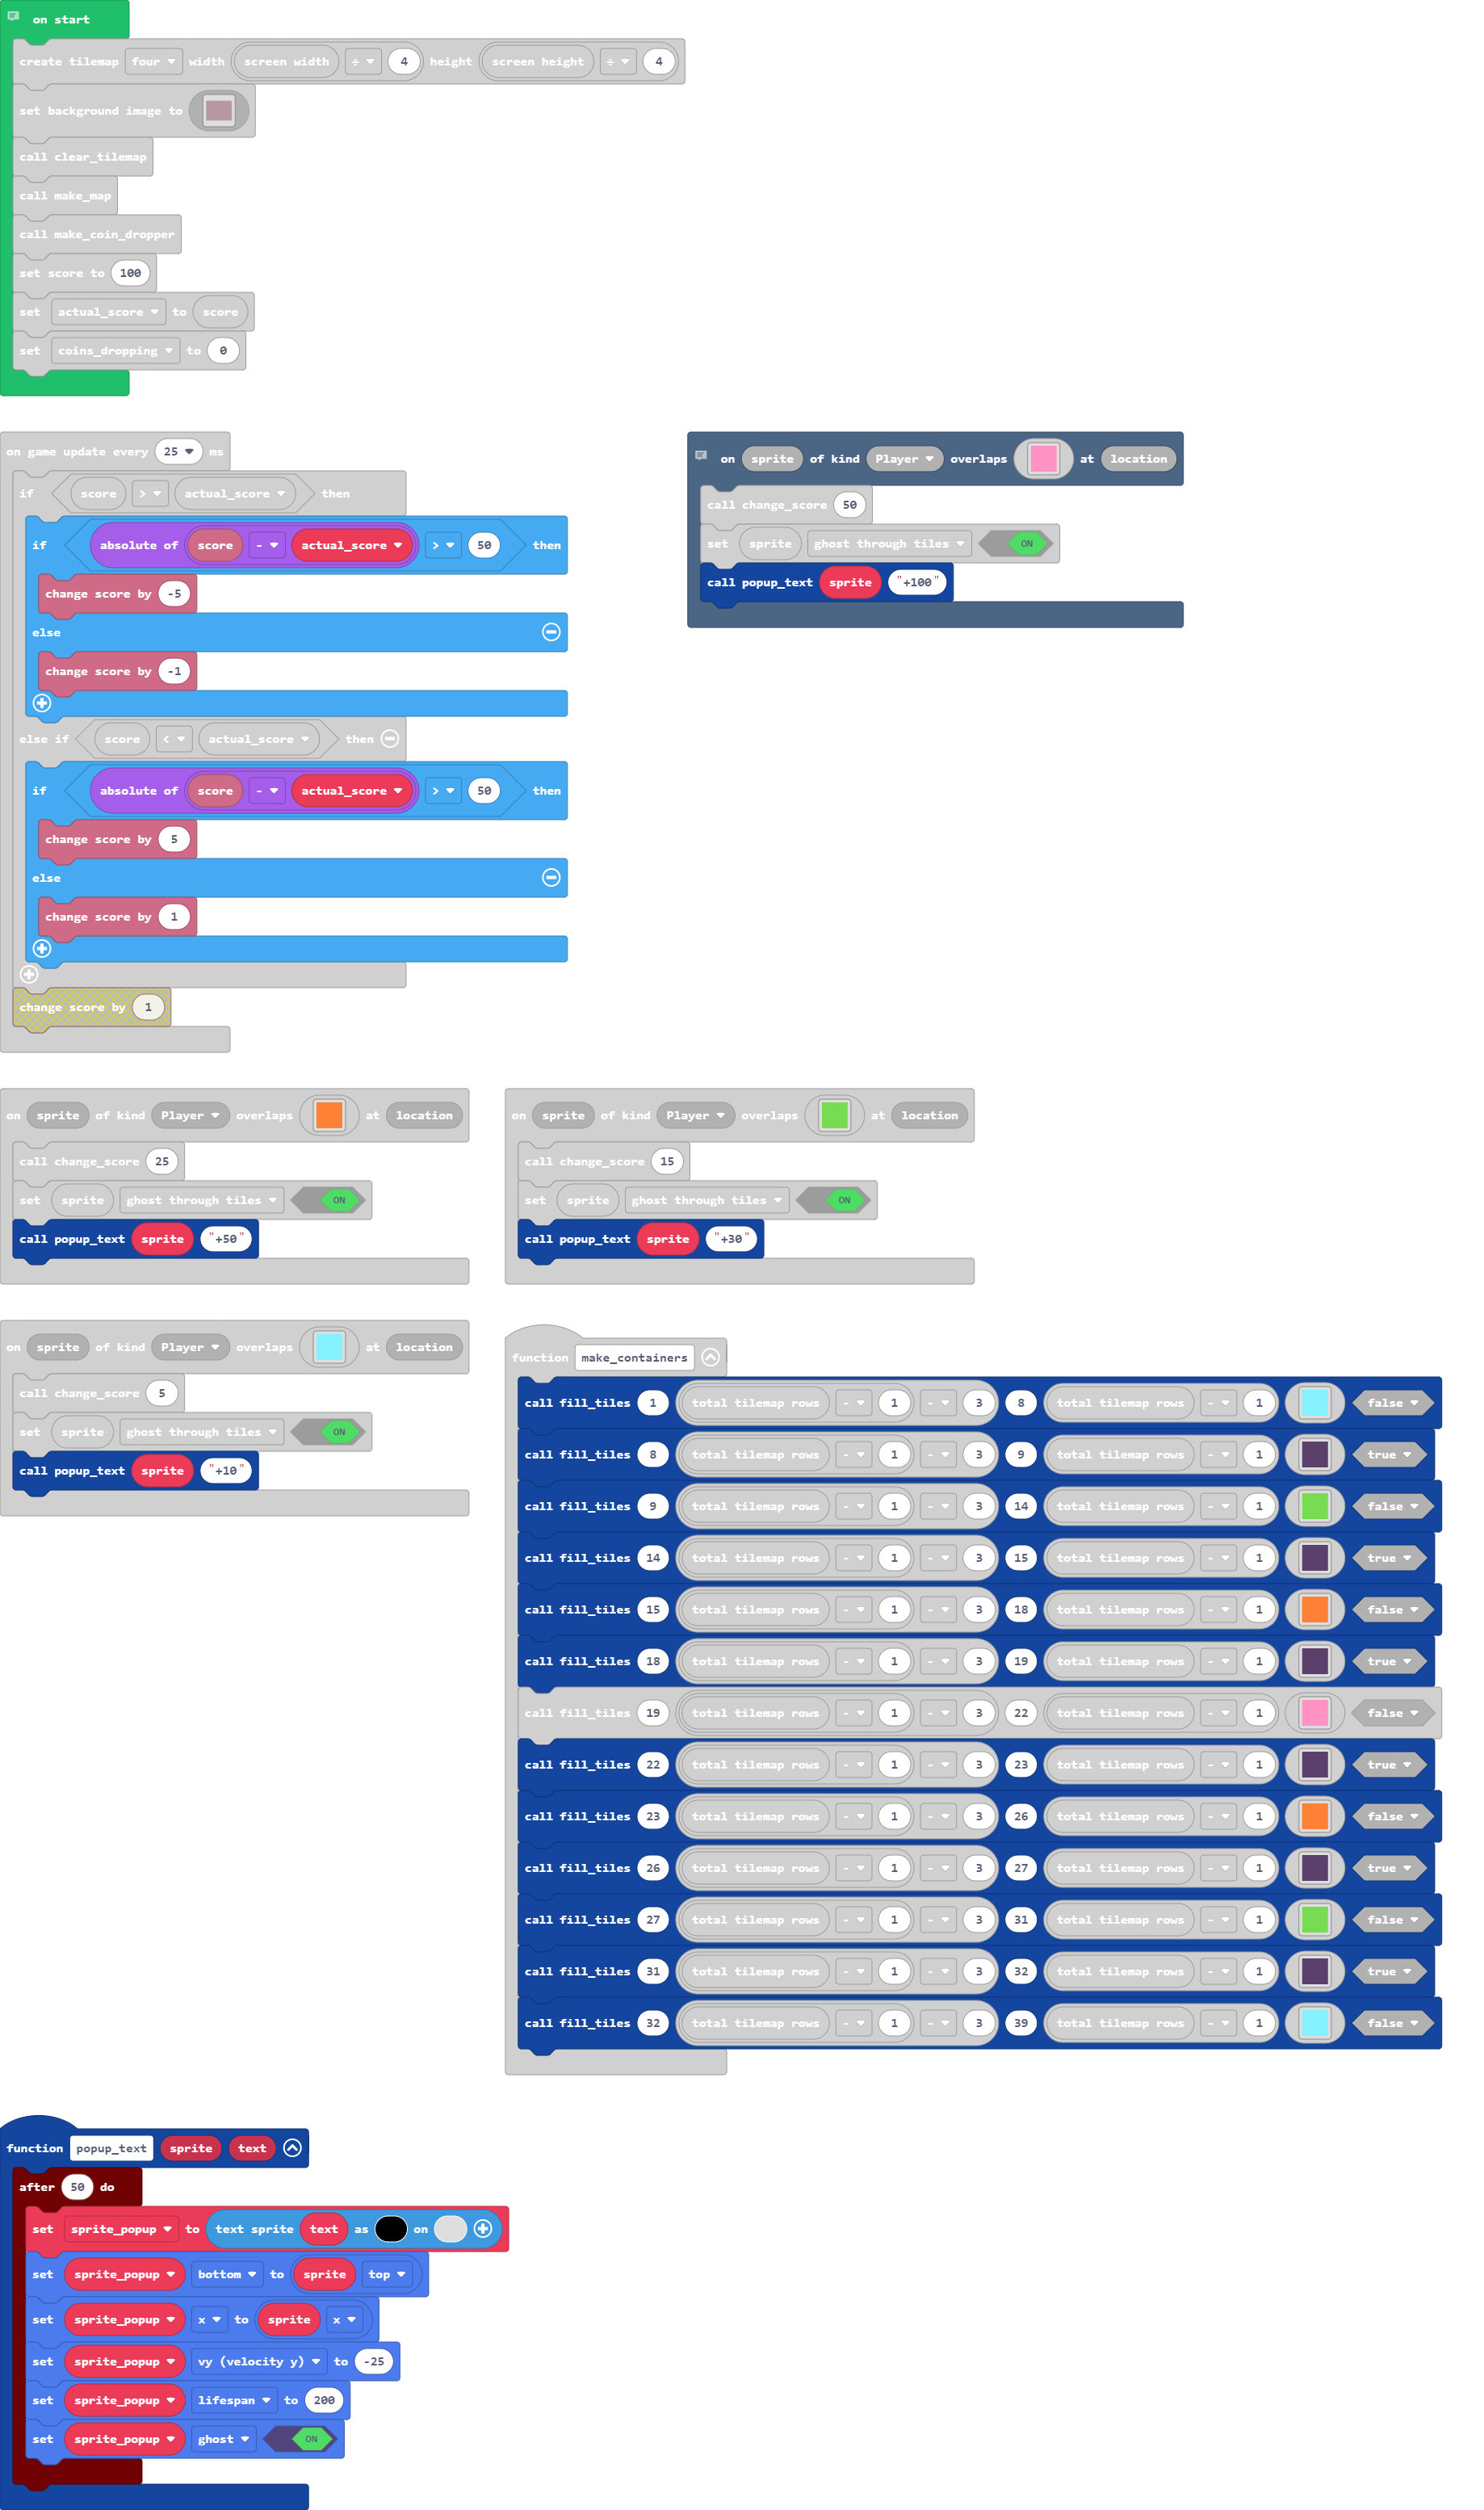 on start
create tilemap four width screen width ÷ 4 height screen height ÷ 4
set background image to
call clear_tilemap
call make_map
call make_coin_dropper
set score to 100
set actual_score to score
set coins_dropping to 0
on game update every 25 ms
if score > actual_score then
if absolute of score - actual_score > 50 then
change score by -5
else
change score by -1
else if score < actual_score then
if absolute of score - actual_score > 50 then
change score by 5
else
change score by 1
change score by 1
on sprite of kind Player overlaps at location
call change_score 50
set sprite ghost through tiles ON
call popup_text sprite "+100"
on sprite of kind Player overlaps at location
call change_score 25
set sprite ghost through tiles ON
call popup_text sprite "+50"
on sprite of kind Player overlaps at location
call change_score 15
set sprite ghost through tiles ON
call popup_text sprite "+30"
on sprite of kind Player overlaps at location
call change_score 5
set sprite ghost through tiles ON
call popup_text sprite "+10"
function make_containers
call fill_tiles 1 total tilemap rows - 1 - 3 8 total tilemap rows - 1 false
call fill_tiles 8 total tilemap rows - 1 - 3 9 total tilemap rows - 1 true
call fill_tiles 9 total tilemap rows - 1 - 3 14 total tilemap rows - 1 false
call fill_tiles 14 total tilemap rows - 1 - 3 15 total tilemap rows - 1 true
call fill_tiles 15 total tilemap rows - 1 - 3 18 total tilemap rows - 1 false
call fill_tiles 18 total tilemap rows - 1 - 3 19 total tilemap rows - 1 true
call fill_tiles 19 total tilemap rows - 1 - 3 22 total tilemap rows - 1 false
call fill_tiles 22 total tilemap rows - 1 - 3 23 total tilemap rows - 1 true
call fill_tiles 23 total tilemap rows - 1 - 3 26 total tilemap rows - 1 false
call fill_tiles 26 total tilemap rows - 1 - 3 27 total tilemap rows - 1 true
call fill_tiles 27 total tilemap rows - 1 - 3 31 total tilemap rows - 1 false
call fill_tiles 31 total tilemap rows - 1 - 3 32 total tilemap rows - 1 true
call fill_tiles 32 total tilemap rows - 1 - 3 39 total tilemap rows - 1 false
function popup_text sprite text
after 50 do
set sprite_popup to text sprite text as on
set sprite_popup bottom to sprite top
set sprite_popup x to sprite x
set sprite_popup vy (velocity y) to -25
set sprite_popup lifespan to 200
set sprite_popup ghost ON